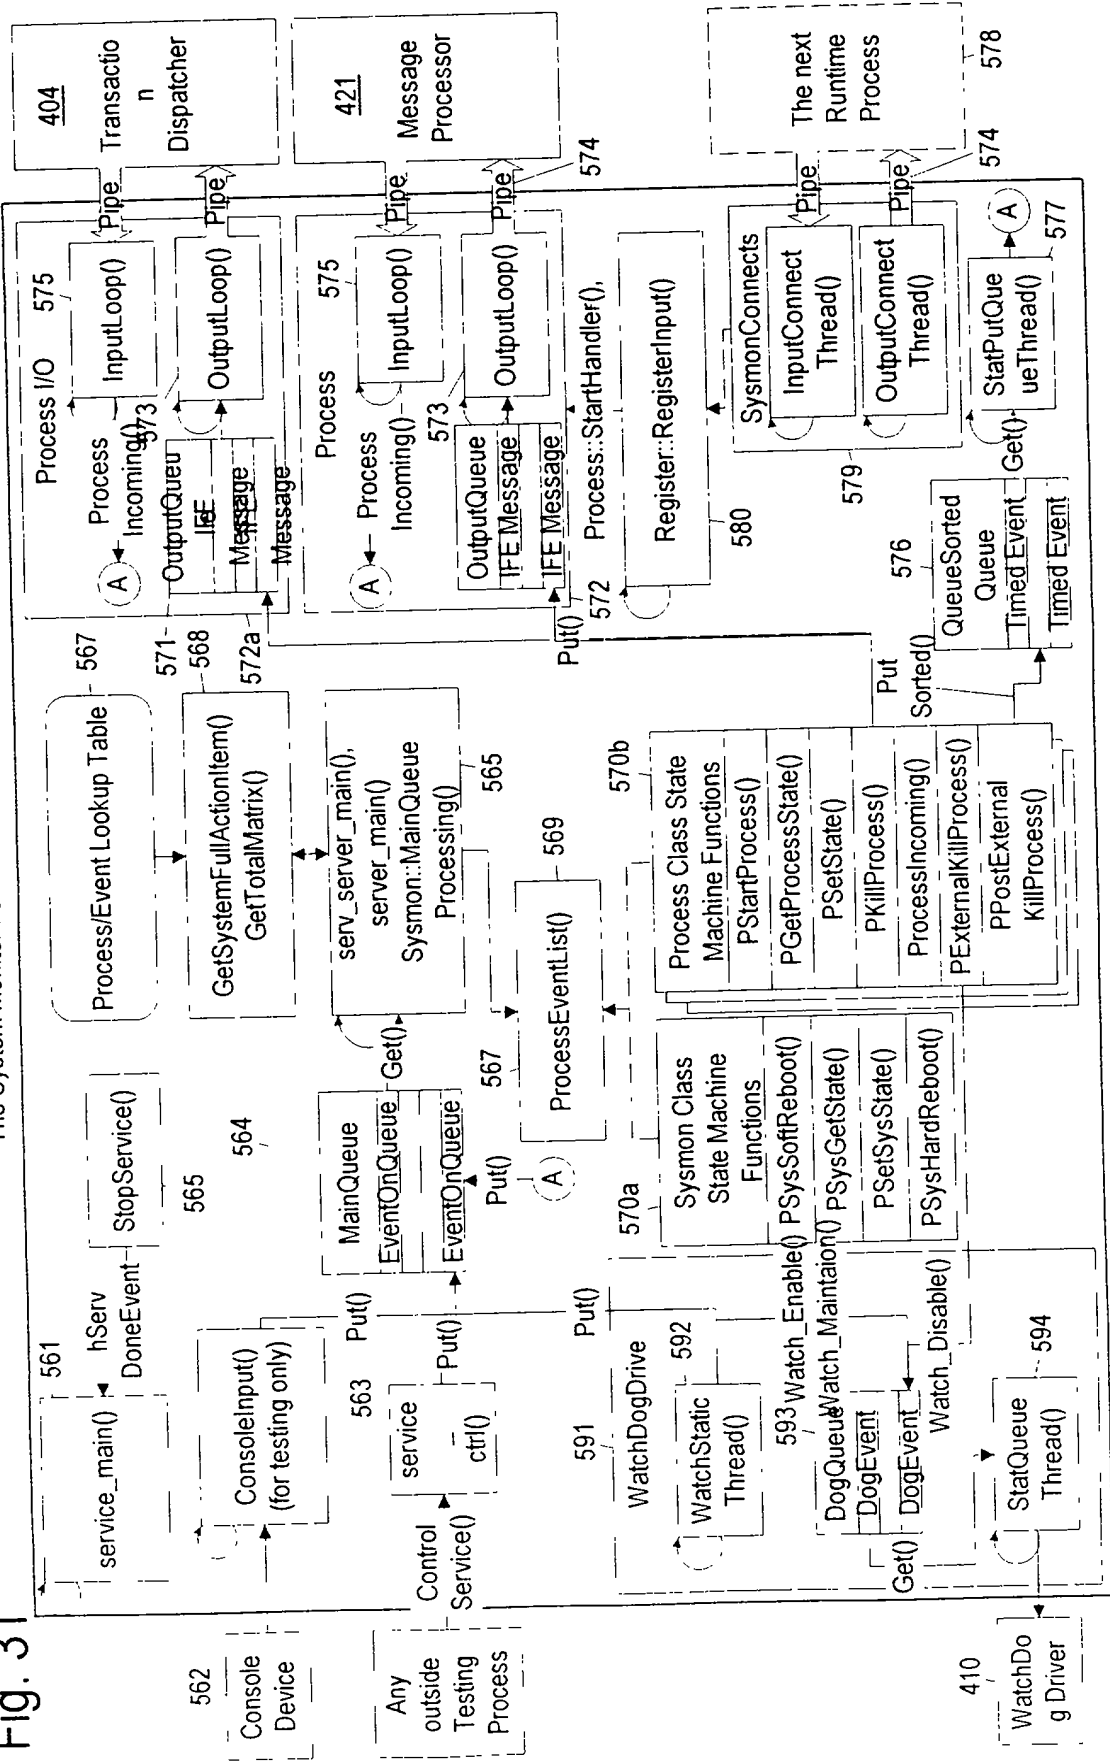 Fig. 31
562
Console
Device
Any
outside
Testing
Process
Control
Service()
410
WatchDo
g Driver
561
service_main()
hServ
DoneEvent
StopService()
565
ConsoleInput()
(for testing only)
563
service
_
ctrl()
Put()
Put()
Put()
564
MainQueue
EventOnQueue
EventOnQueue
Get()
Put()
A
567
Process/Event Lookup Table
568
GetSystemFullActionItem()
GetTotalMatrix()
serv_server_main(),
server_main()
Sysmon::MainQueue
Processing()
565
567
569
ProcessEventList()
570a
Sysmon Class
State Machine
Functions
PSysSoftReboot()
PSysGetState()
PSetSysState()
PSysHardReboot()
570b
Process Class State
Machine Functions
PStartProcess()
PGetProcessState()
PSetState()
PKillProcess()
ProcessIncoming()
PExternalKillProcess()
PPostExternal
KillProcess()
591
WatchDogDrive
592
WatchStatic
Thread()
Watch_Enable()
Watch_Maintaion()
Watch_Disable()
593
DogQueue
DogEvent
DogEvent
Get()
594
StatQueue
Thread()
Process I/O
575
InputLoop()
Process
Incoming()
A
573
OutputLoop()
571
OutputQueu
e
IFE
Message
IFE
Message
572a
Pipe
Pipe
404
Transactio
n
Dispatcher
Process
575
InputLoop()
Process
Incoming()
A
573
OutputLoop()
OutputQueue
IFE Message
IFE Message
572
Put()
Pipe
Pipe
574
421
Message
Processor
Process::StartHandler(),
Register::RegisterInput()
580
SysmonConnects
InputConnect
Thread()
OutputConnect
Thread()
579
Pipe
Pipe
574
The next
Runtime
Process
578
Put
Sorted()
576
QueueSorted
Queue
Timed Event
Timed Event
Get()
StatPutQue
ueThread()
577
A